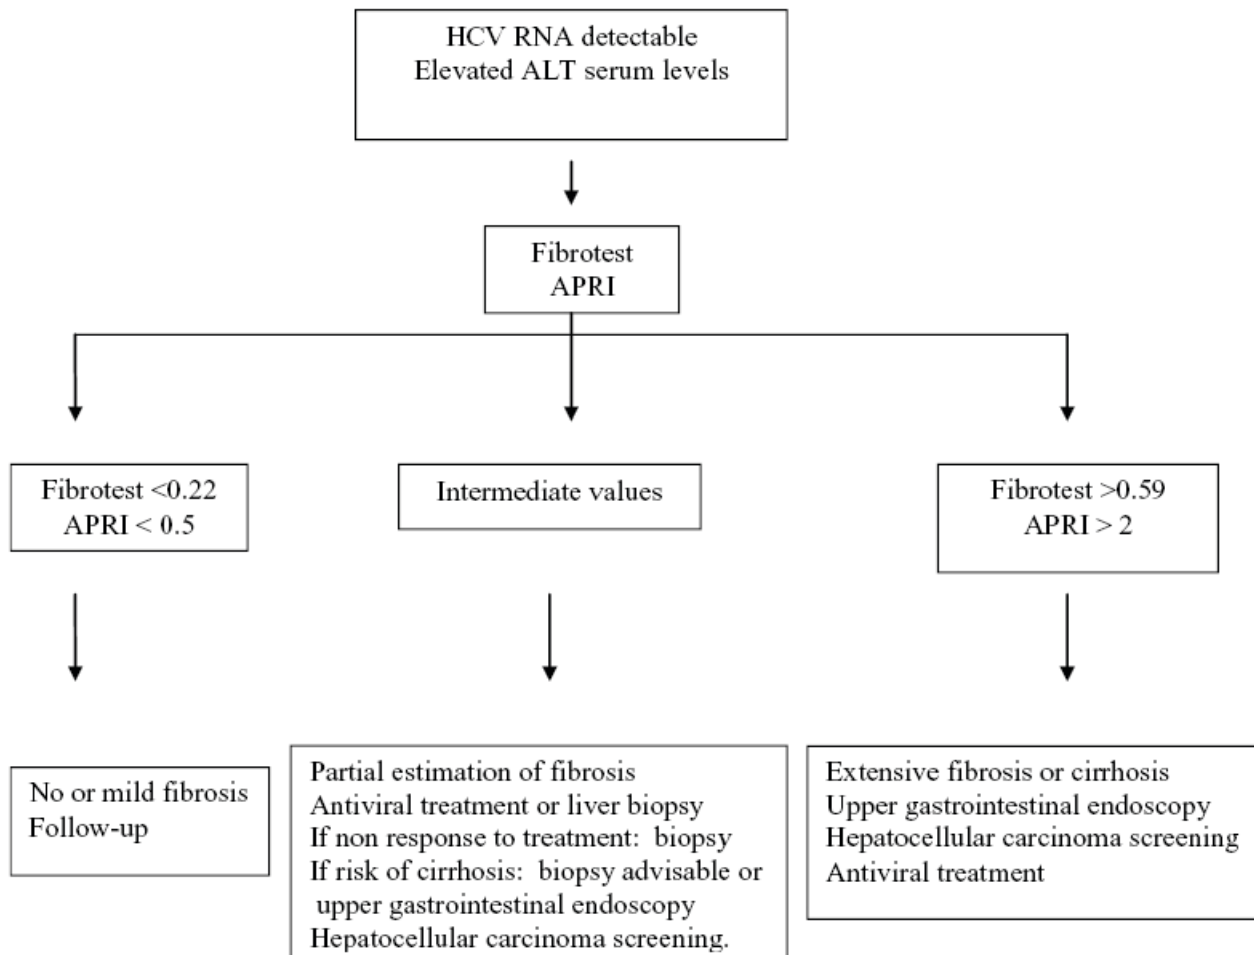 HCV RNA detectable
Elevated ALT serum levels
Fibrotest
APRI
Fibrotest <0.22
APRI < 0.5
Intermediate values
Fibrotest >0.59
APRI > 2
No or mild fibrosis
Follow-up
Partial estimation of fibrosis
Antiviral treatment or liver biopsy
If non response to treatment:  biopsy
If risk of cirrhosis:  biopsy advisable or
upper gastrointestinal endoscopy
Hepatocellular carcinoma screening.
Extensive fibrosis or cirrhosis
Upper gastrointestinal endoscopy
Hepatocellular carcinoma screening
Antiviral treatment